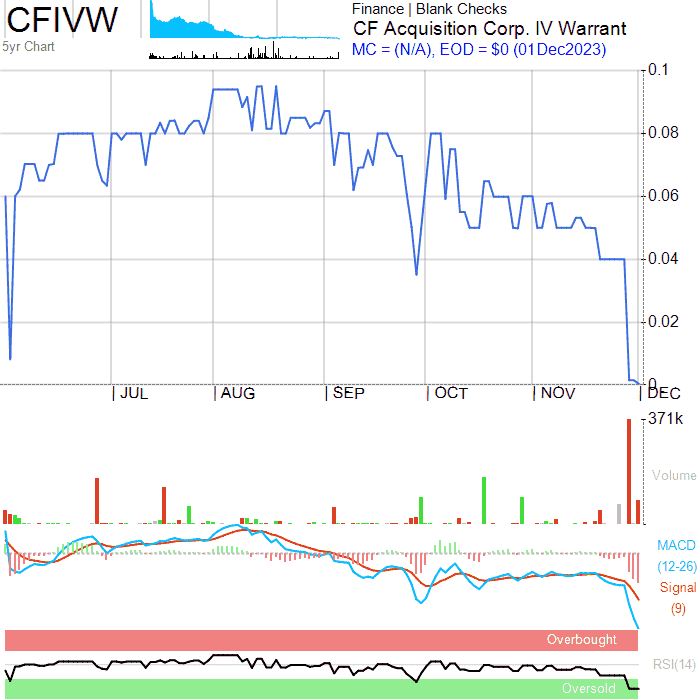 CFIVW
5yr Chart
Finance | Blank Checks
CF Acquisition Corp. IV Warrant
MC = (N/A), EOD = $0 (01Dec2023)
0.1
0.08
0.06
0.04
0.02
0
JUL
AUG
SEP
OCT
NOV
DEC
371k
Volume
MACD
(12-26)
Signal
(9)
Overbought
RSI(14)
Oversold